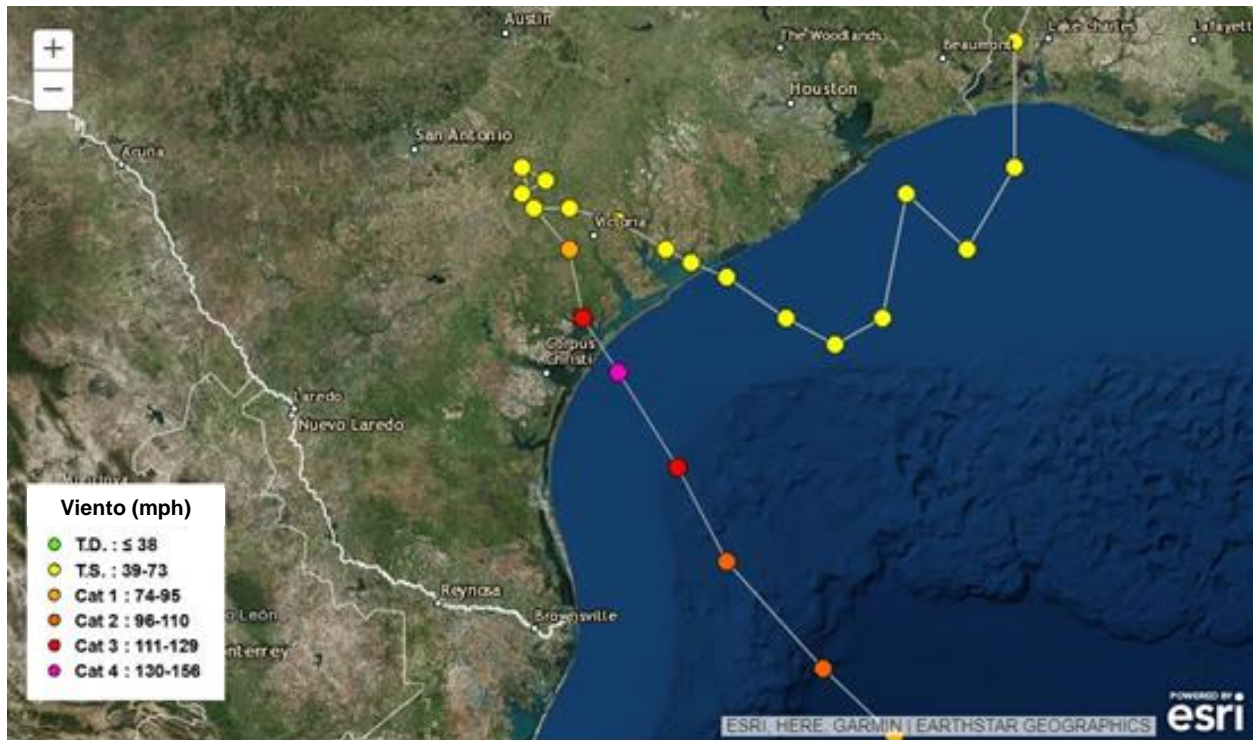 Austin
Lake Charles
The Woodlands
Lafayett
Beaumont
Houston
San Antonio
Acuña
Victoria
Corpus
Christi
Laredo
Nuevo Laredo
Viento (mph)
T.D. : ≤ 38
T.S. : 39-73
Cat 1 : 74-95
Cat 2 : 96-110
Cat 3 : 111-129
Cat 4 : 130-156
Reynosa
Brownsville
León
nterrey
POWERED BY
esri
ESRI, HERE, GARMIN | EARTHSTAR GEOGRAPHICS